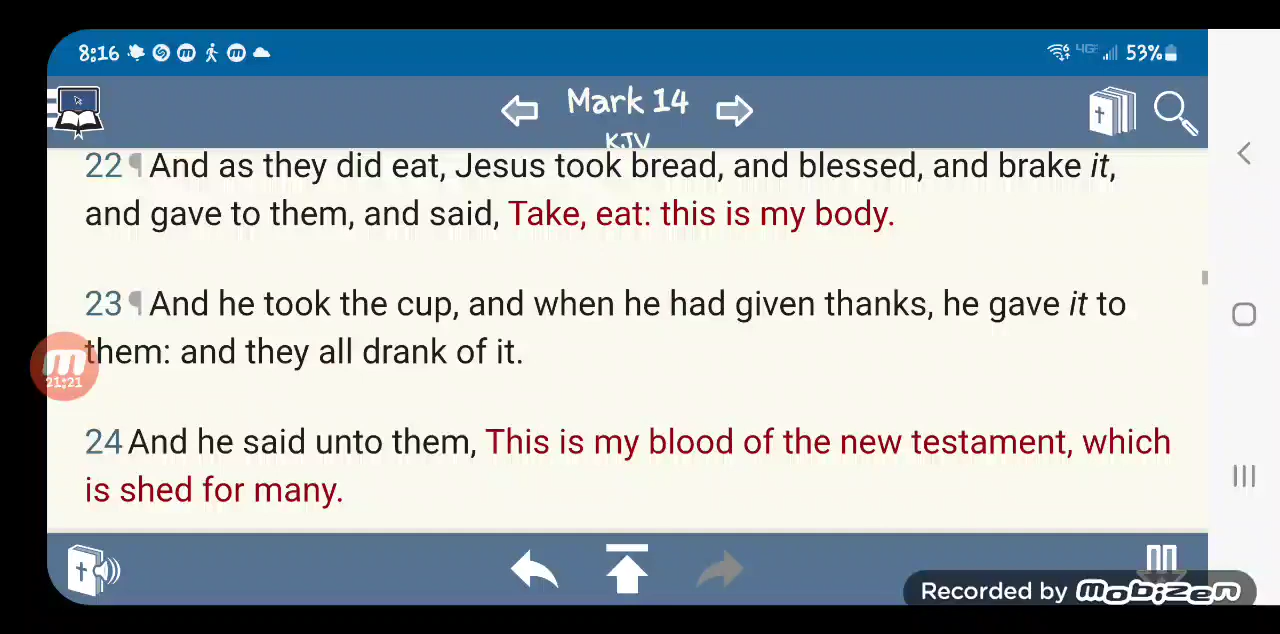 8:16 4G 53%
Mark 14
KJV
22 ¶ And as they did eat, Jesus took bread, and blessed, and brake it,
and gave to them, and said, Take, eat: this is my body.
23 ¶ And he took the cup, and when he had given thanks, he gave it to
them: and they all drank of it.
21:21
24 And he said unto them, This is my blood of the new testament, which
is shed for many.
Recorded by mobizen